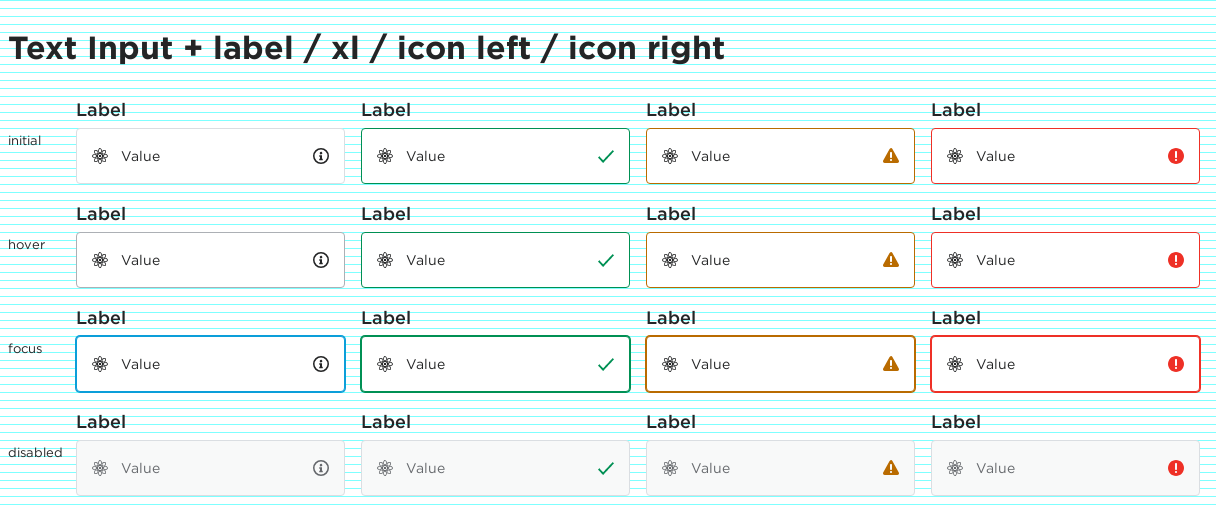 Text Input + label / xl / icon left / icon right
Label Label Label Label
initial
Value Value Value Value
Label Label Label Label
hover
Value Value Value Value
Label Label Label Label
focus
Value Value Value Value
Label Label Label Label
disabled
Value Value Value Value